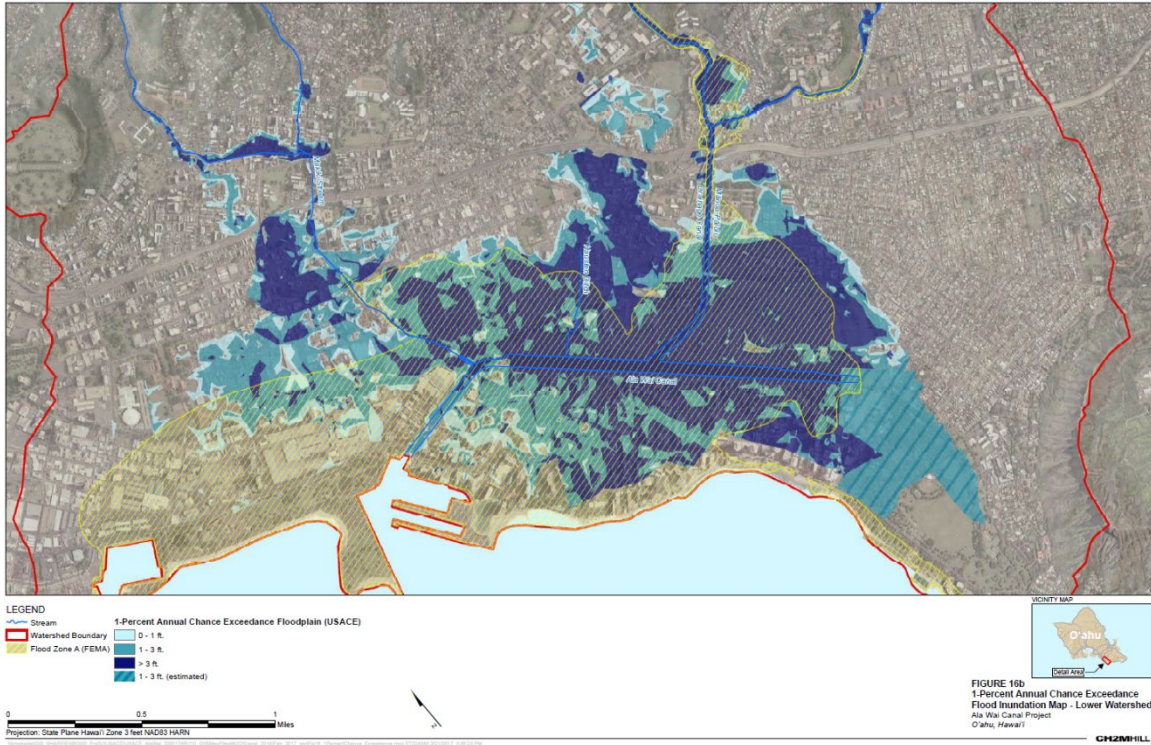 Ala Wai Canal
LEGEND
Stream
Watershed Boundary
Flood Zone A (FEMA)
1-Percent Annual Chance Exceedance Floodplain (USACE)
0 - 1 ft.
1 - 3 ft.
> 3 ft.
1 - 3 ft. (estimated)
0 0.5 1
Miles
Projection: State Plane Hawai'i Zone 3 feet NAD83 HARN
VICINITY MAP
O'ahu
Detail Area
FIGURE 16b
1-Percent Annual Chance Exceedance
Flood Inundation Map - Lower Watershed
Ala Wai Canal Project
O'ahu, Hawai'i
CH2MHILL